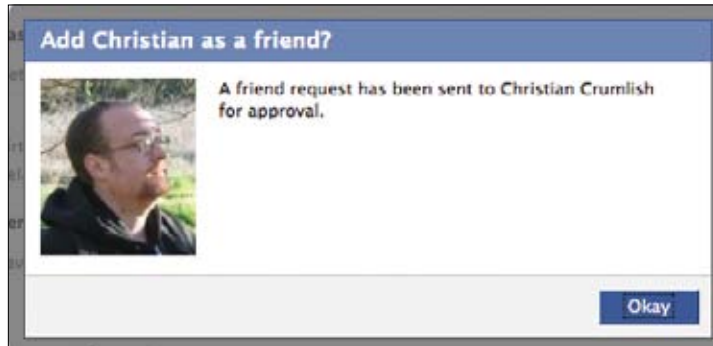 Add Christian as a friend?
A friend request has been sent to Christian Crumlish
for approval.
Okay